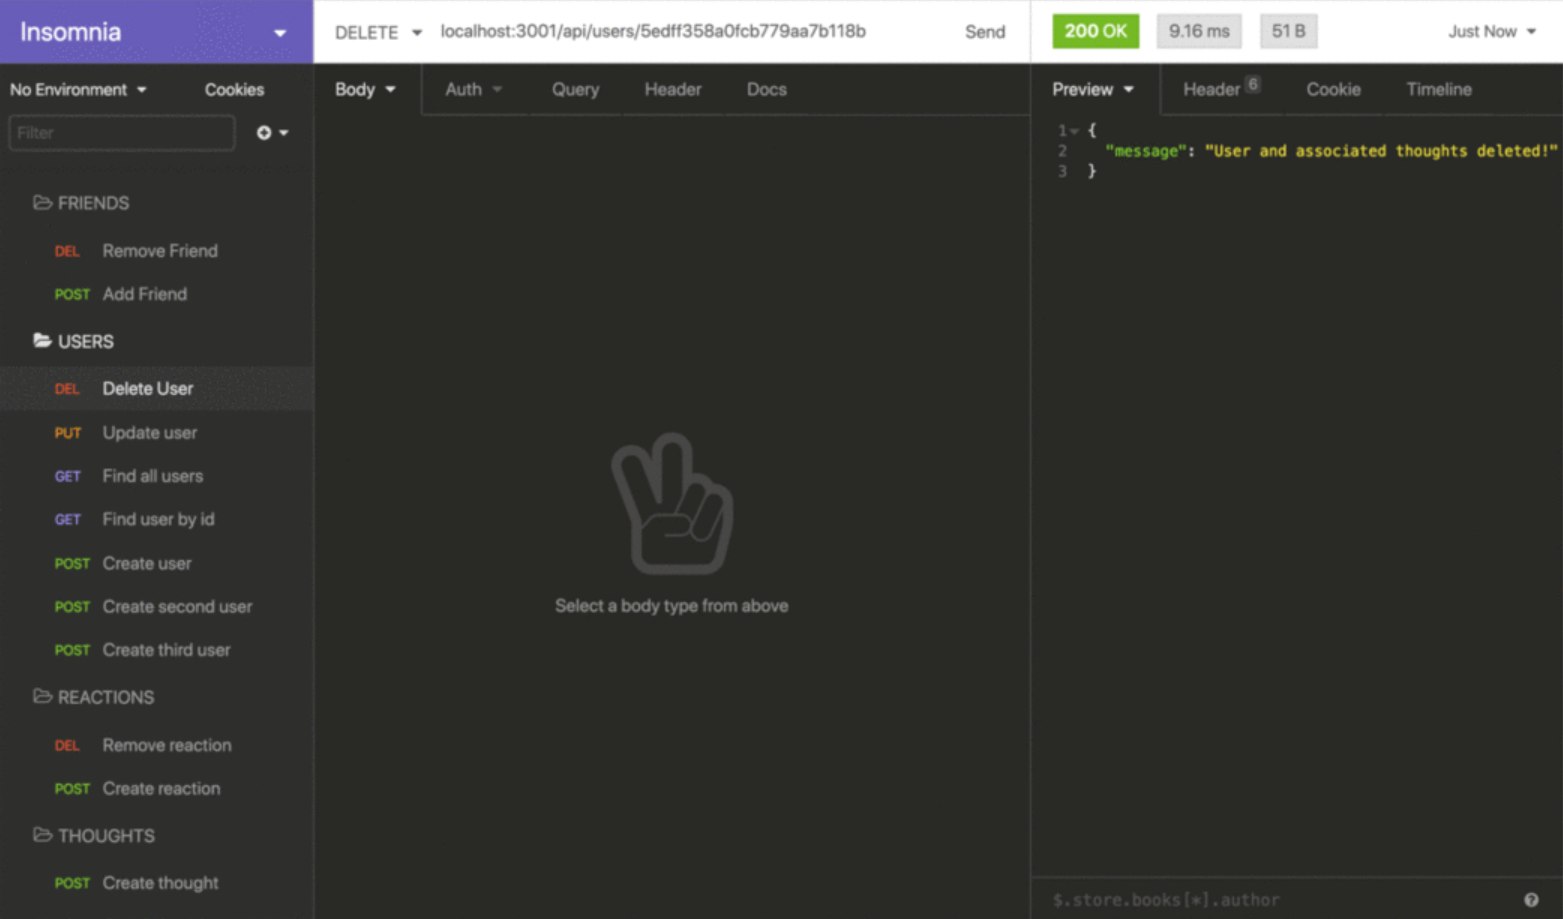 Insomnia
DELETE localhost:3001/api/users/5edff358a0fcb779aa7b118b Send
200 OK 9.16 ms 51 B Just Now
No Environment Cookies
Body Auth Query Header Docs
Preview Header 6 Cookie Timeline
Filter
1 {
2 "message": "User and associated thoughts deleted!"
3 }
FRIENDS
DEL Remove Friend
POST Add Friend
USERS
DEL Delete User
PUT Update user
GET Find all users
GET Find user by id
POST Create user
POST Create second user
POST Create third user
REACTIONS
DEL Remove reaction
POST Create reaction
THOUGHTS
POST Create thought
Select a body type from above
$.store.books[*].author